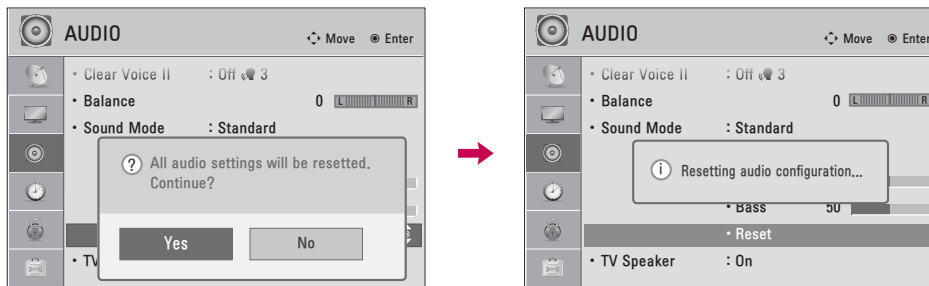 AUDIO
Move
Enter
• Clear Voice II : Off 3
• Balance 0 L R
• Sound Mode : Standard
? All audio settings will be resetted.
Continue?
Yes No
• TV
AUDIO
Move
Enter
• Clear Voice II : Off 3
• Balance 0 L R
• Sound Mode : Standard
i Resetting audio configuration...
• Bass 50
• Reset
• TV Speaker : On